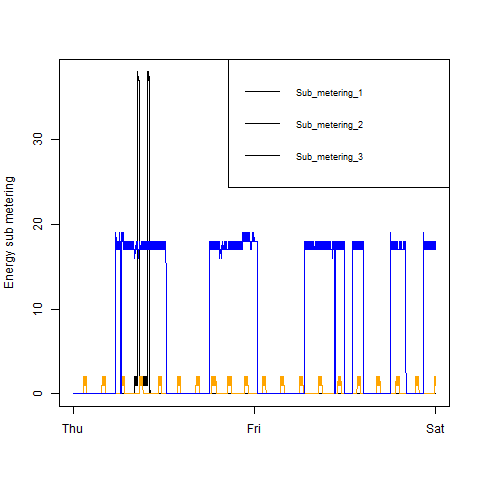 Sub_metering_1
Sub_metering_2
Sub_metering_3
Energy sub metering
30
20
10
0
Thu Fri Sat